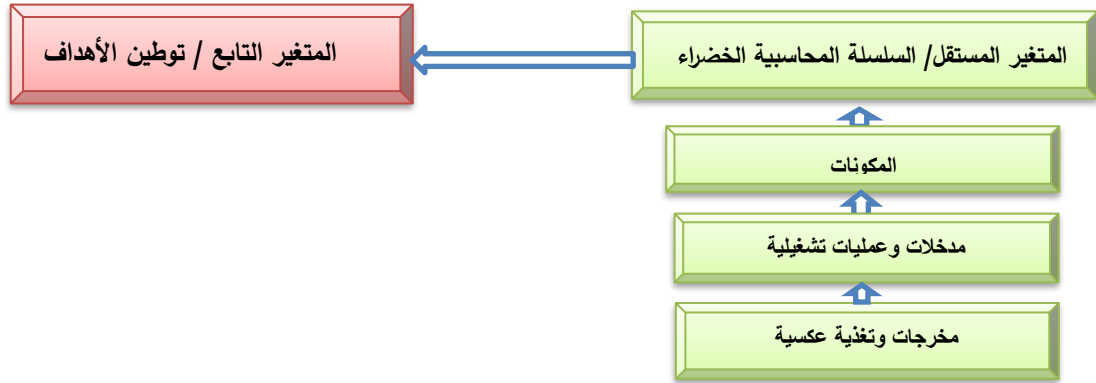 المتغير المستقل/ السلسلة المحاسبية الخضراء
المتغير التابع / توطين الأهداف
المكونات
مدخلات وعمليات تشغيلية
مخرجات وتغذية عكسية